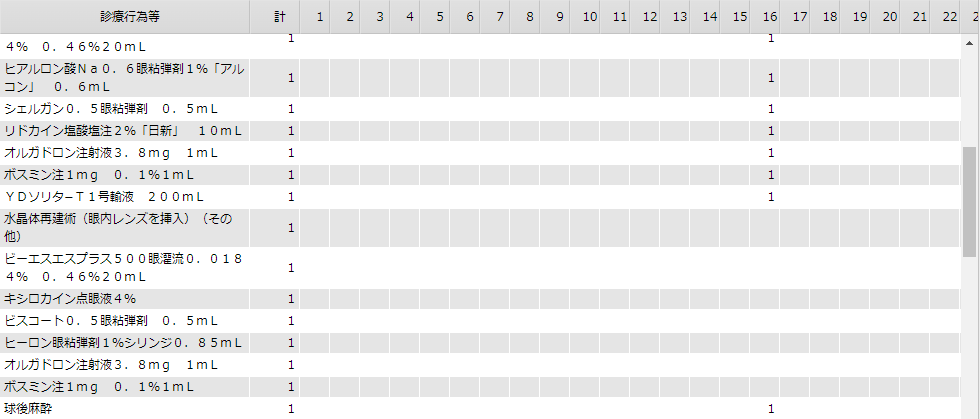 診療行為等 計 1 2 3 4 5 6 7 8 9 10 11 12 13 14 15 16 17 18 19 20 21 22 2
４％　０．４６％２０ｍＬ 1 1
ヒアルロン酸Ｎａ０．６眼粘弾剤１％「アル
コン」　０．６ｍＬ 1 1
シェルガン０．５眼粘弾剤　０．５ｍＬ 1 1
リドカイン塩酸塩注２％「日新」　１０ｍＬ 1 1
オルガドロン注射液３．８ｍｇ　１ｍＬ 1 1
ボスミン注１ｍｇ　０．１％１ｍＬ 1 1
ＹＤソリタ－Ｔ１号輸液　２００ｍＬ 1 1
水晶体再建術（眼内レンズを挿入）（その
他） 1
ビーエスエスプラス５００眼灌流０．０１８
４％　０．４６％２０ｍＬ 1
キシロカイン点眼液４％ 1
ビスコート０．５眼粘弾剤　０．５ｍＬ 1
ヒーロン眼粘弾剤１％シリンジ０．８５ｍＬ 1
オルガドロン注射液３．８ｍｇ　１ｍＬ 1
ボスミン注１ｍｇ　０．１％１ｍＬ 1
球後麻酔 1 1